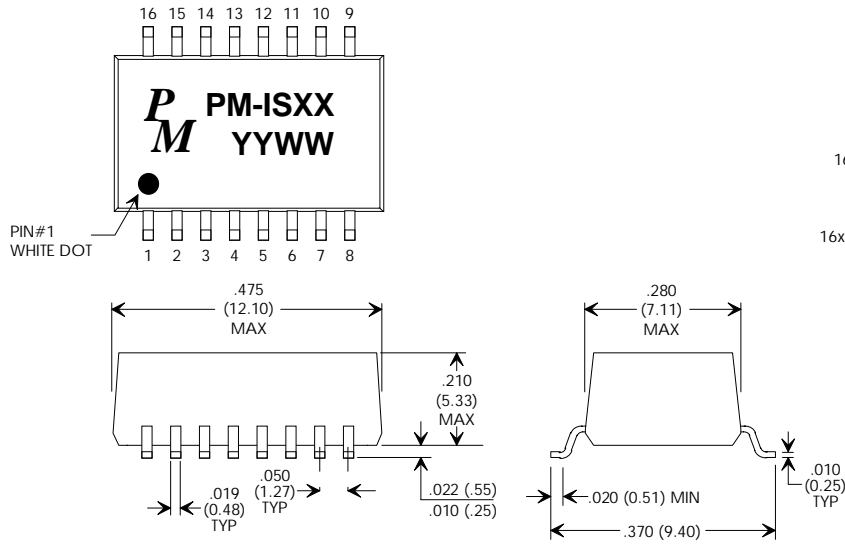 16 15 14 13 12 11 10 9
P
M
PM-ISXX
YYWW
PIN#1
WHITE DOT
1 2 3 4 5 6 7 8
16
16x
.475
(12.10)
MAX
.280
(7.11)
MAX
.210
(5.33)
MAX
.019
(0.48)
TYP
.050
(1.27)
TYP
.022 (.55)
.010 (.25)
.020 (0.51) MIN
.370 (9.40)
.010
(0.25)
TYP